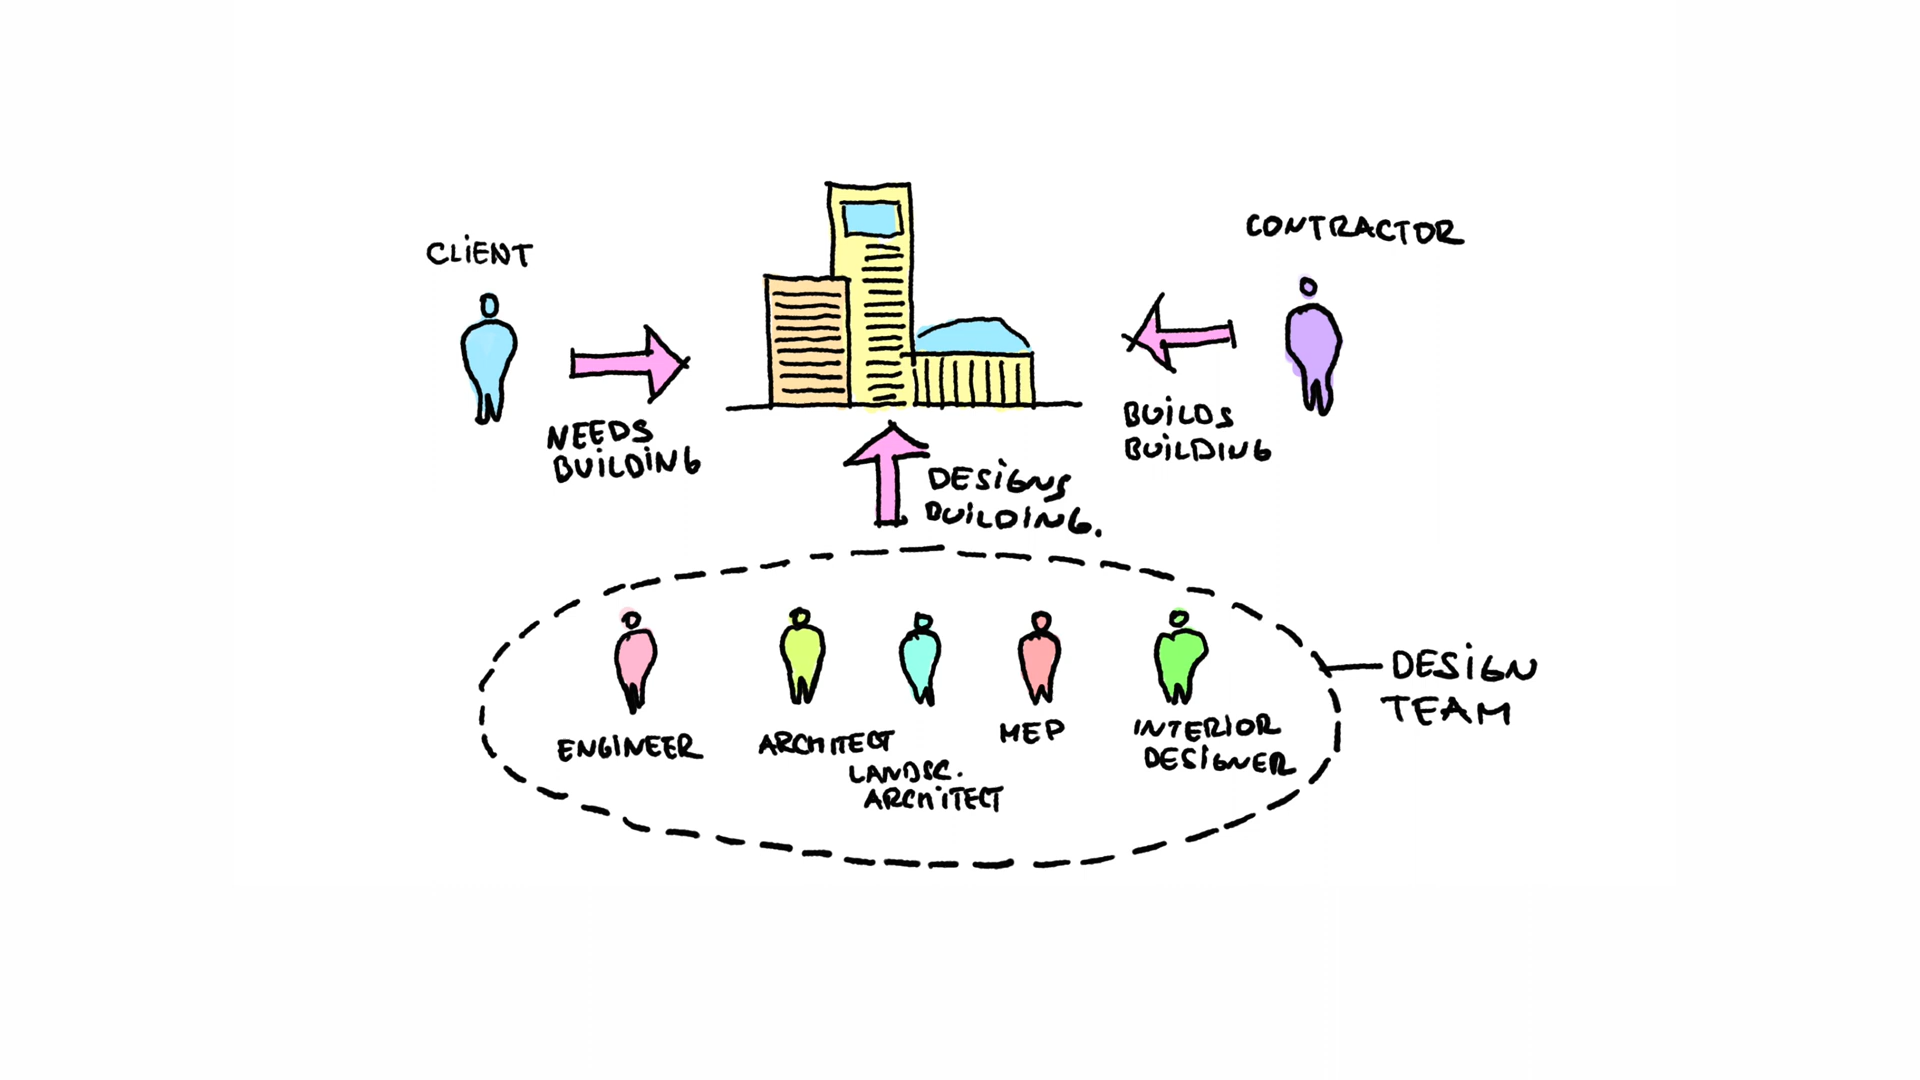 CLIENT
CONTRACTOR
NEEDS
BUILDING
BUILDS
BUILDING
DESIGNS
BUILDING.
ENGINEER
ARCHITECT
LANDSC.
ARCHITECT
MEP
INTERIOR
DESIGNER
DESIGN
TEAM